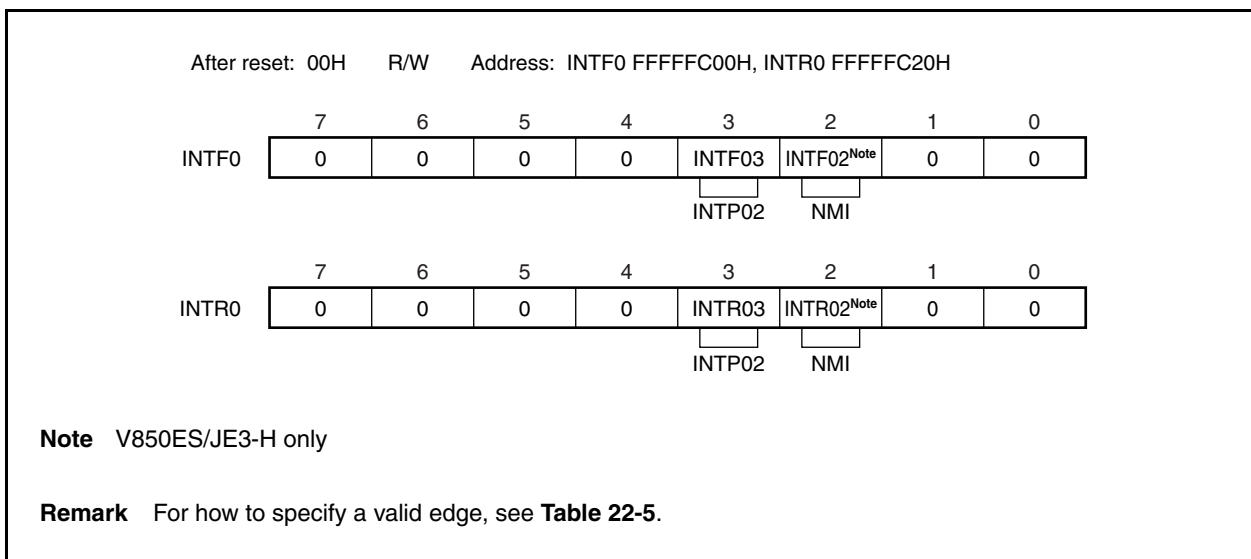 After reset: 00H R/W Address: INTF0 FFFFFC00H, INTR0 FFFFFC20H
7 6 5 4 3 2 1 0
INTF0 0 0 0 0 INTF03 INTF02Note 0 0
INTP02 NMI
7 6 5 4 3 2 1 0
INTR0 0 0 0 0 INTR03 INTR02Note 0 0
INTP02 NMI
Note V850ES/JE3-H only
Remark For how to specify a valid edge, see Table 22-5.